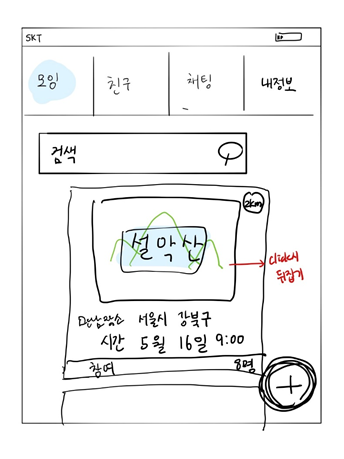 SKT
모임 친구 채팅 내정보
검색
2km
설막산
click시
뒤집기
만남장소 서울시 강북구
시간 5월 16일 9:00
참여 8명
+